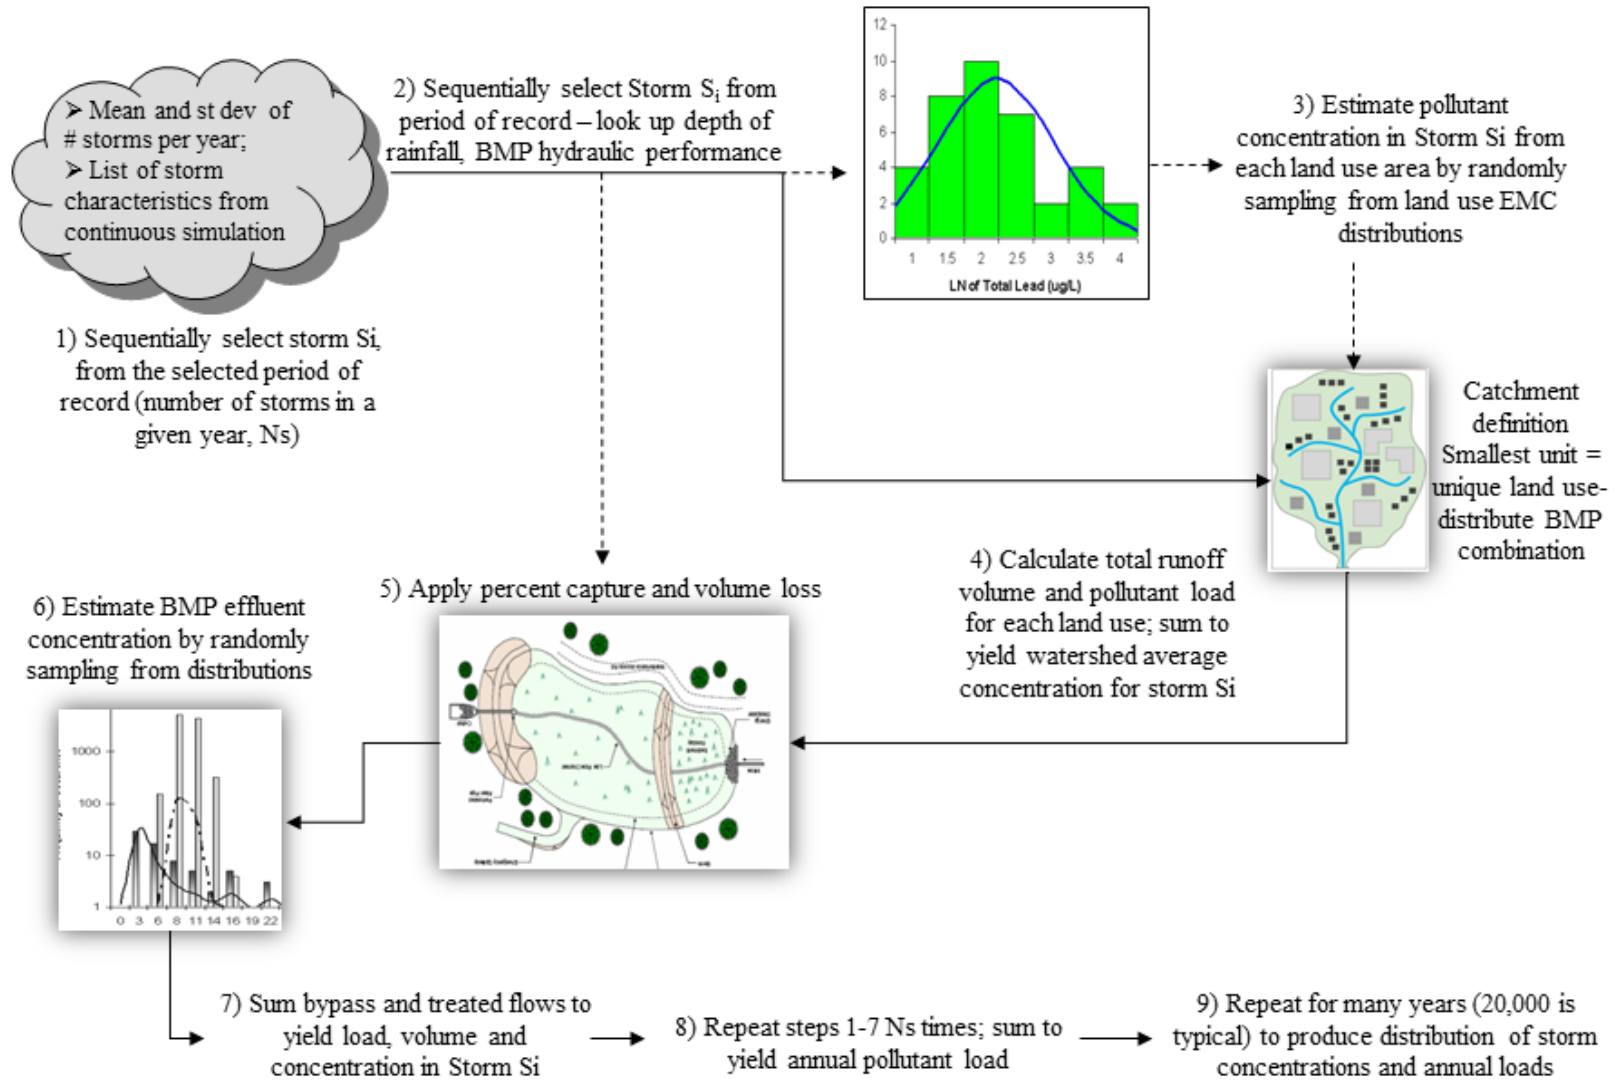 ➢ Mean and st dev of
# storms per year;
➢ List of storm
characteristics from
continuous simulation
1) Sequentially select storm Si,
from the selected period of
record (number of storms in a
given year, Ns)
2) Sequentially select Storm Si from
period of record – look up depth of
rainfall, BMP hydraulic performance
12
10
8
6
4
2
0
1 1.5 2 2.5 3 3.5 4
LN of Total Lead (ug/L)
3) Estimate pollutant
concentration in Storm Si from
each land use area by randomly
sampling from land use EMC
distributions
Catchment
definition
Smallest unit =
unique land use-
distribute BMP
combination
4) Calculate total runoff
volume and pollutant load
for each land use; sum to
yield watershed average
concentration for storm Si
5) Apply percent capture and volume loss
6) Estimate BMP effluent
concentration by randomly
sampling from distributions
1000
100
10
1
0 3 6 8 11 14 16 19 22
7) Sum bypass and treated flows to
yield load, volume and
concentration in Storm Si
8) Repeat steps 1-7 Ns times; sum to
yield annual pollutant load
9) Repeat for many years (20,000 is
typical) to produce distribution of storm
concentrations and annual loads